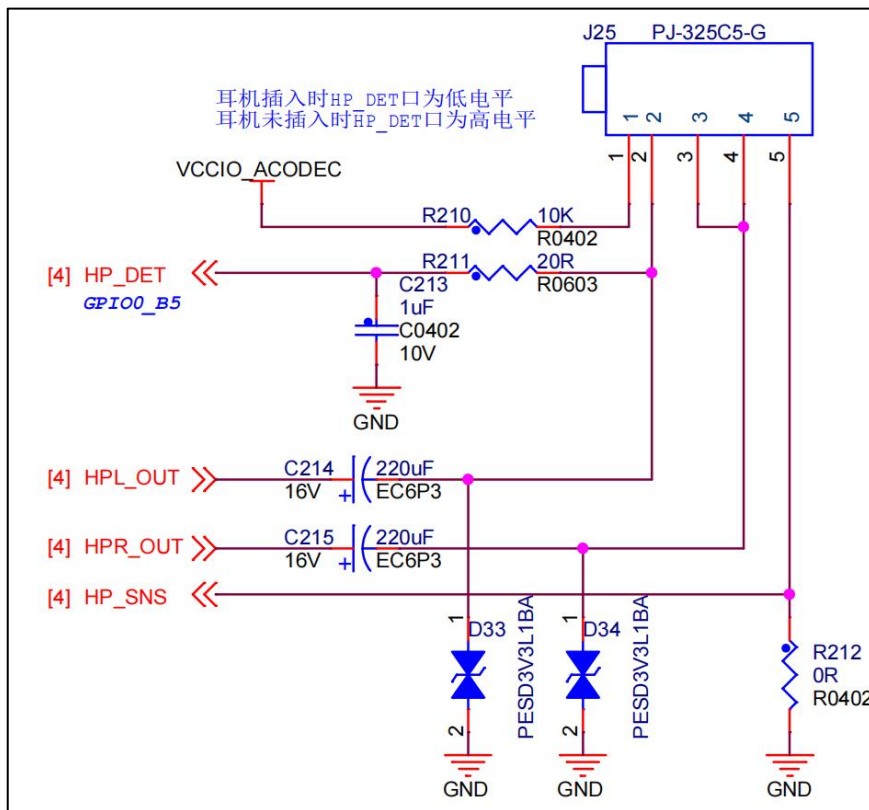 J25 PJ-325C5-G
1 2 3 4 5
1 2 3 4 5
耳机插入时HP_DET口为低电平
耳机未插入时HP_DET口为高电平
VCCIO_ACODEC
R210 10K
R0402
[4] HP_DET R211 20R
R0603
GPIO0_B5
C213
1uF
C0402
10V
GND
[4] HPL_OUT C214 220uF
16V + EC6P3
[4] HPR_OUT C215 220uF
16V + EC6P3
[4] HP_SNS
1 D33 PESD3V3L1BA 2
1 D34 PESD3V3L1BA 2
R212
0R
R0402
GND GND GND